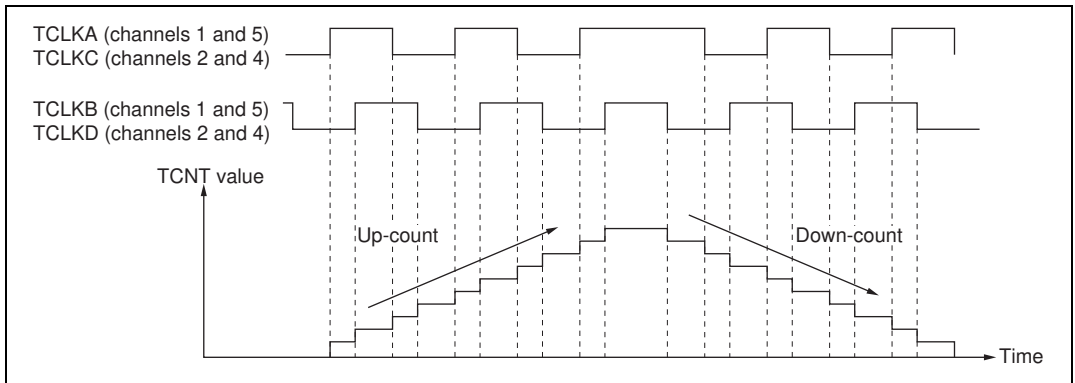 TCLKA (channels 1 and 5)
TCLKC (channels 2 and 4)
TCLKB (channels 1 and 5)
TCLKD (channels 2 and 4)
TCNT value
Up-count
Down-count
Time